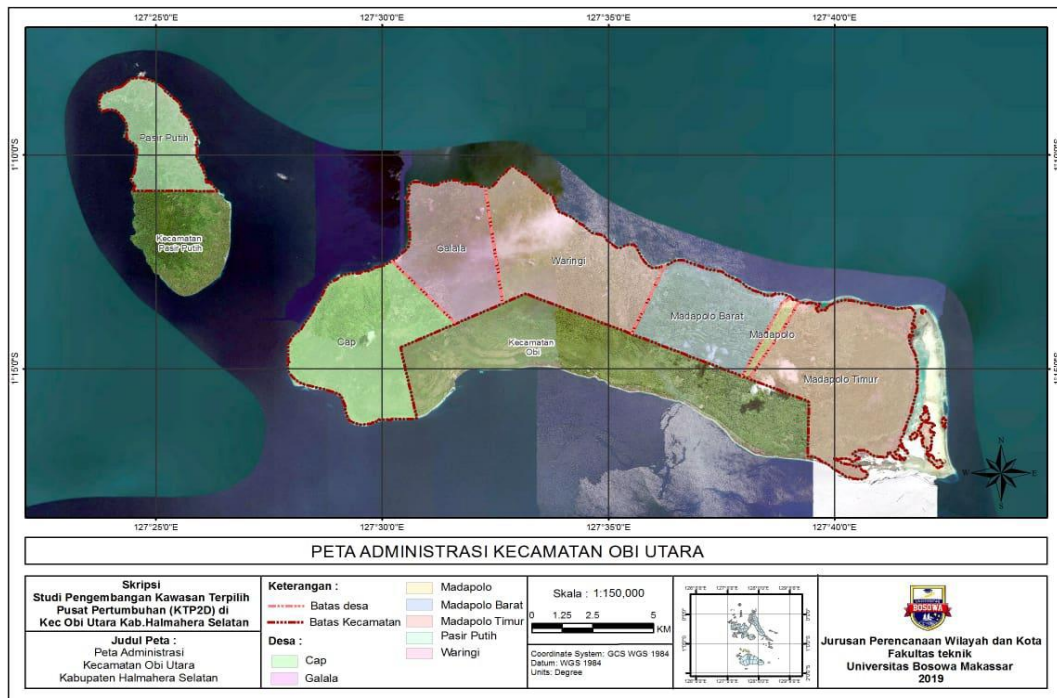 127°25'0"E 127°30'0"E 127°35'0"E 127°40'0"E
Pasir Putih
1°10'0"S 1°10'0"S
Kecamatan
Pasir Putih
Galala
Waringi
Madapolo Barat
Madapolo
Cap
Kecamatan
Obi
1°15'0"S 1°15'0"S
Madapolo Timur
N
S
127°25'0"E 127°30'0"E 127°35'0"E 127°40'0"E
PETA ADMINISTRASI KECAMATAN OBI UTARA
Skripsi
Studi Pengembangan Kawasan Terpilih
Pusat Pertumbuhan (KTP2D) di
Kec Obi Utara Kab.Halmahera Selatan
Judul Peta :
Peta Administrasi
Kecamatan Obi Utara
Kabupaten Halmahera Selatan
Keterangan :
Batas desa
Batas Kecamatan
Desa :
Cap
Galala
Madapolo
Madapolo Barat
Madapolo Timur
Pasir Putih
Waringi
Skala : 1:150,000
0 1.25 2.5 5
KM
Coordinate System: GCS WGS 1984
Datum: WGS 1984
Units: Degree
BOSOWA
Jurusan Perencanaan Wilayah dan Kota
Fakultas teknik
Universitas Bosowa Makassar
2019